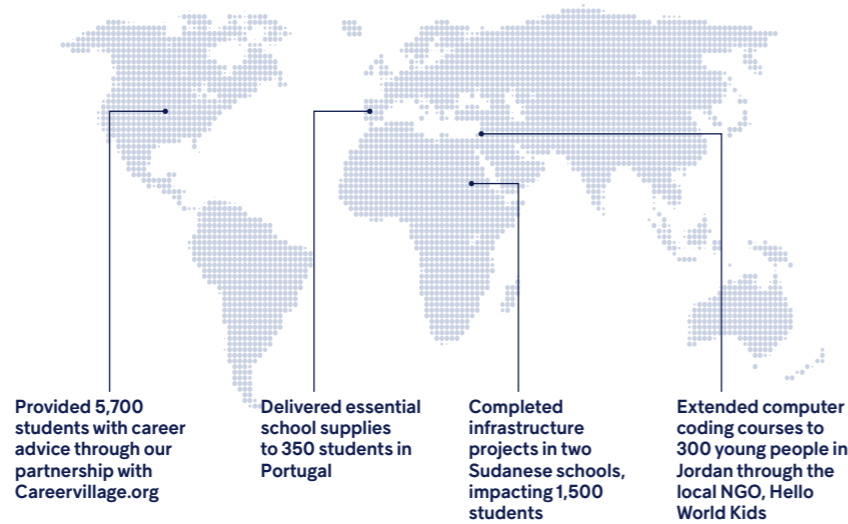 Provided 5,700
students with career
advice through our
partnership with
Careervillage.org
Delivered essential
school supplies
to 350 students in
Portugal
Completed
infrastructure
projects in two
Sudanese schools,
impacting 1,500
students
Extended computer
coding courses to
300 young people in
Jordan through the
local NGO, Hello
World Kids